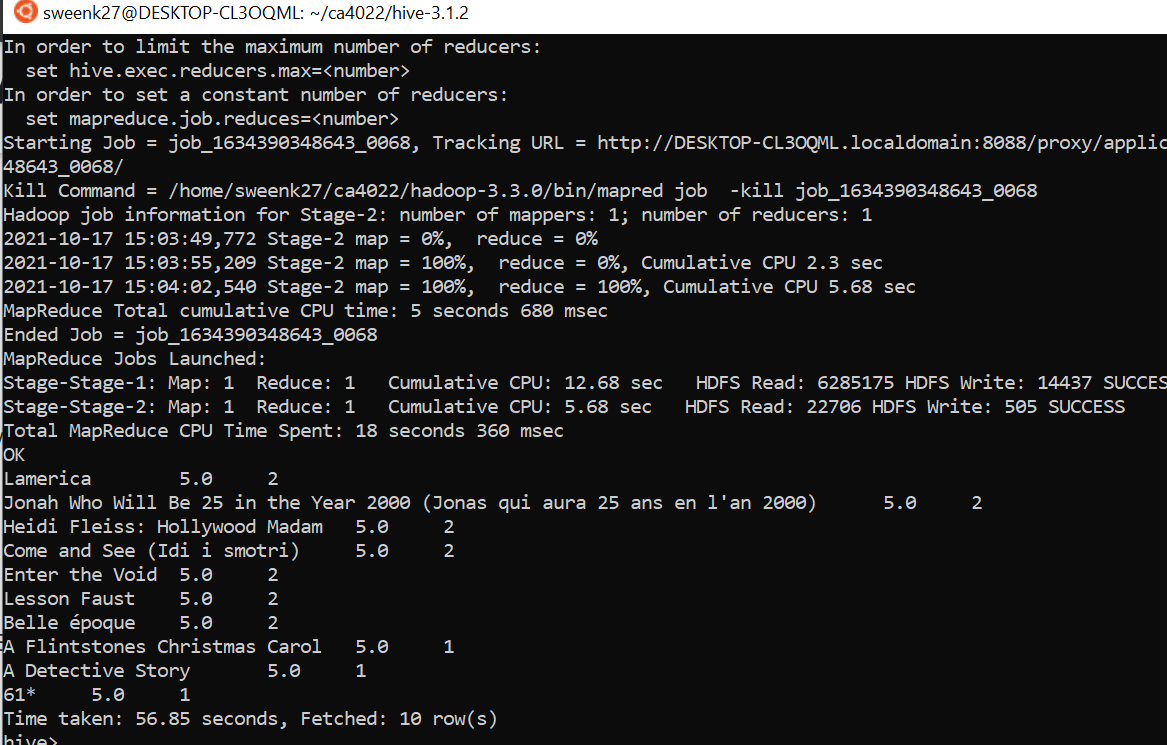 sweenk27@DESKTOP-CL3OQML: ~/ca4022/hive-3.1.2
In order to limit the maximum number of reducers:
  set hive.exec.reducers.max=<number>
In order to set a constant number of reducers:
  set mapreduce.job.reduces=<number>
Starting Job = job_1634390348643_0068, Tracking URL = http://DESKTOP-CL3OQML.localdomain:8088/proxy/applic
48643_0068/
Kill Command = /home/sweenk27/ca4022/hadoop-3.3.0/bin/mapred job  -kill job_1634390348643_0068
Hadoop job information for Stage-2: number of mappers: 1; number of reducers: 1
2021-10-17 15:03:49,772 Stage-2 map = 0%,  reduce = 0%
2021-10-17 15:03:55,209 Stage-2 map = 100%,  reduce = 0%, Cumulative CPU 2.3 sec
2021-10-17 15:04:02,540 Stage-2 map = 100%,  reduce = 100%, Cumulative CPU 5.68 sec
MapReduce Total cumulative CPU time: 5 seconds 680 msec
Ended Job = job_1634390348643_0068
MapReduce Jobs Launched:
Stage-Stage-1: Map: 1  Reduce: 1   Cumulative CPU: 12.68 sec   HDFS Read: 6285175 HDFS Write: 14437 SUCCES
Stage-Stage-2: Map: 1  Reduce: 1   Cumulative CPU: 5.68 sec   HDFS Read: 22706 HDFS Write: 505 SUCCESS
Total MapReduce CPU Time Spent: 18 seconds 360 msec
OK
Lamerica        5.0     2
Jonah Who Will Be 25 in the Year 2000 (Jonas qui aura 25 ans en l'an 2000)      5.0     2
Heidi Fleiss: Hollywood Madam   5.0     2
Come and See (Idi i smotri)     5.0     2
Enter the Void  5.0     2
Lesson Faust    5.0     2
Belle époque    5.0     2
A Flintstones Christmas Carol   5.0     1
A Detective Story       5.0     1
61*     5.0     1
Time taken: 56.85 seconds, Fetched: 10 row(s)
hive>